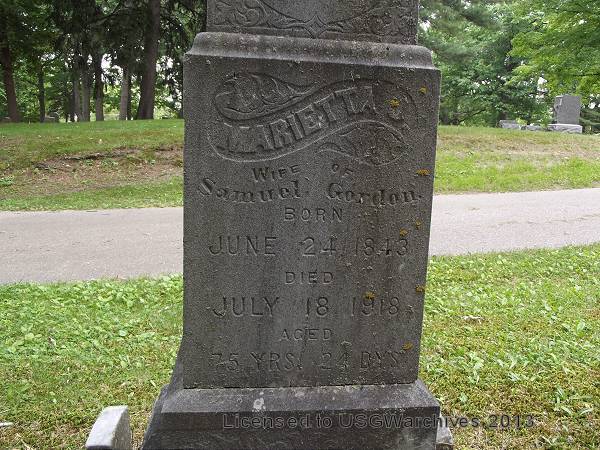 MARIETTA
WIFE OF
Samuel Gordon.
BORN
JUNE 24, 1843
DIED
JULY 18, 1918.
AGED
75 YRS. 24 DYS.
Licensed to USGWarchives 2013